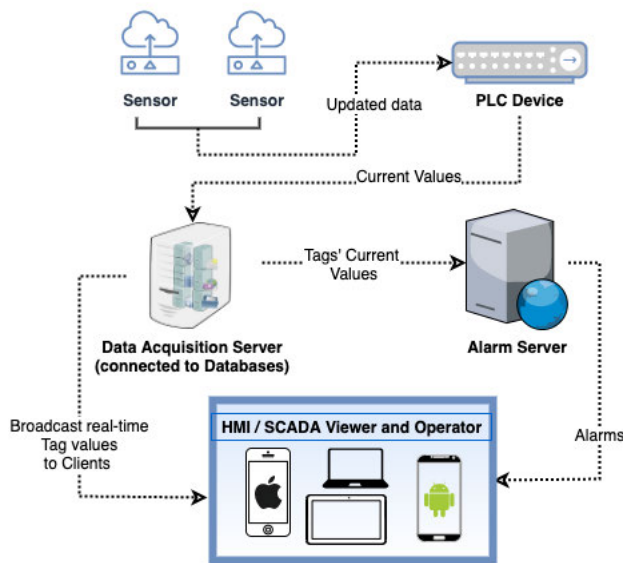 Sensor
Sensor
Updated data
PLC Device
Current Values
Tags' Current
Values
Data Acquisition Server
(connected to Databases)
Alarm Server
Broadcast real-time
Tag values
to Clients
HMI / SCADA Viewer and Operator
Alarms